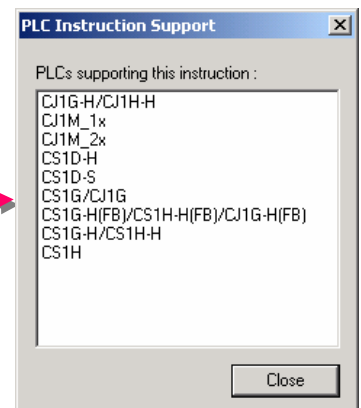 PLC Instruction Support
PLCs supporting this instruction :
CJ1G-H/CJ1H-H
CJ1M_1x
CJ1M_2x
CS1D-H
CS1D-S
CS1G/CJ1G
CS1G-H(FB)/CS1H-H(FB)/CJ1G-H(FB)
CS1G-H/CS1H-H
CS1H
Close